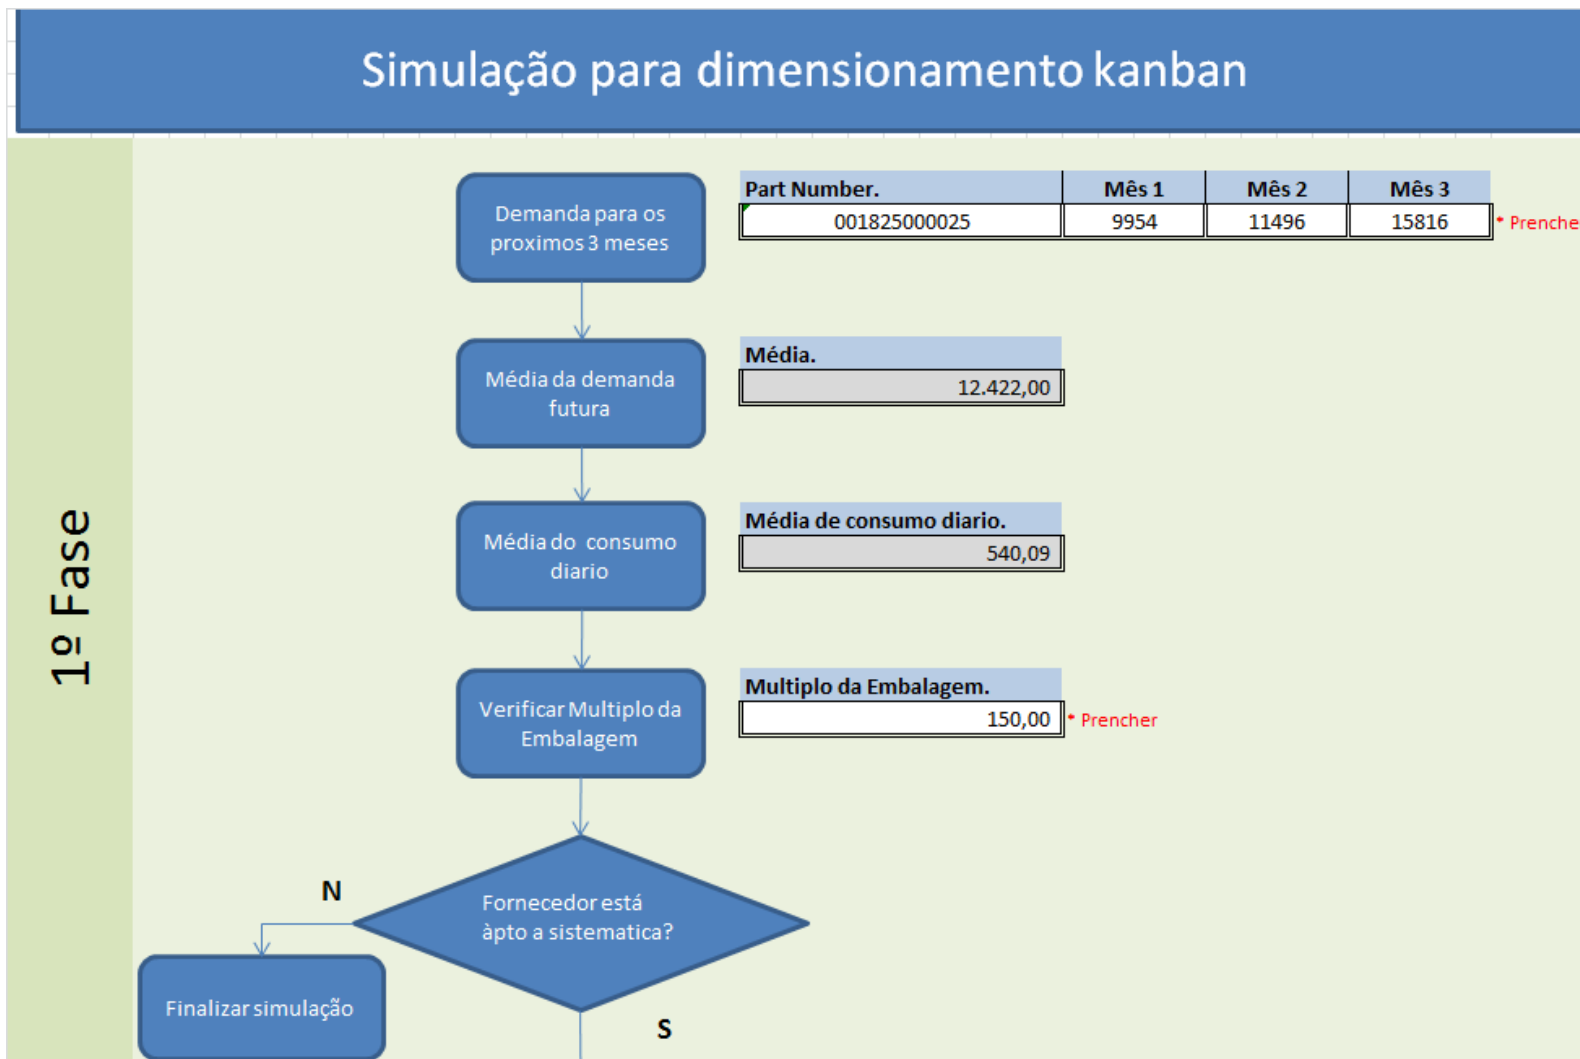 Simulação para dimensionamento kanban
1º Fase
Demanda para os
proximos 3 meses
Part Number. Mês 1 Mês 2 Mês 3
001825000025 9954 11496 15816 * Prencher
Média da demanda
futura
Média.
12.422,00
Média do consumo
diario
Média de consumo diario.
540,09
Verificar Multiplo da
Embalagem
Multiplo da Embalagem.
150,00 * Prencher
Fornecedor está
àpto a sistematica?
N
Finalizar simulação
S